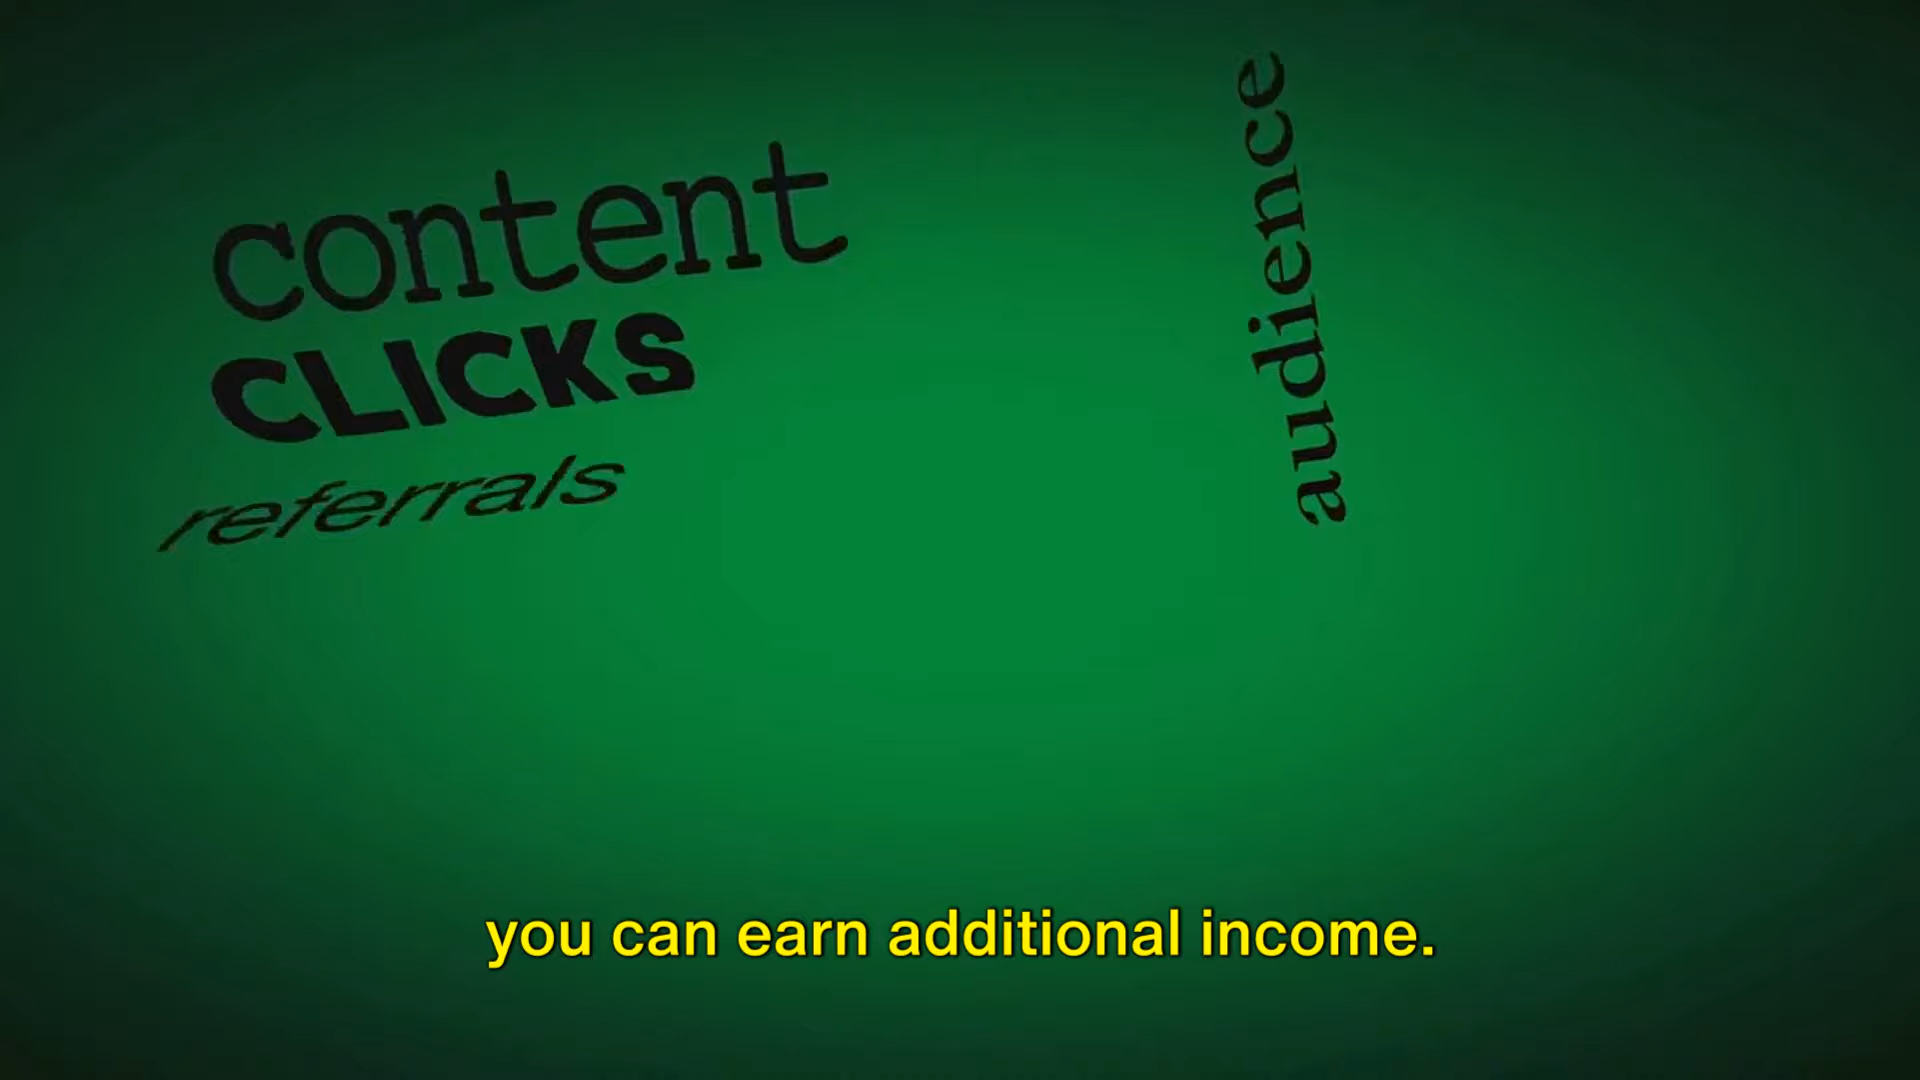 content
CLICKS
referrals
audience
you can earn additional income.